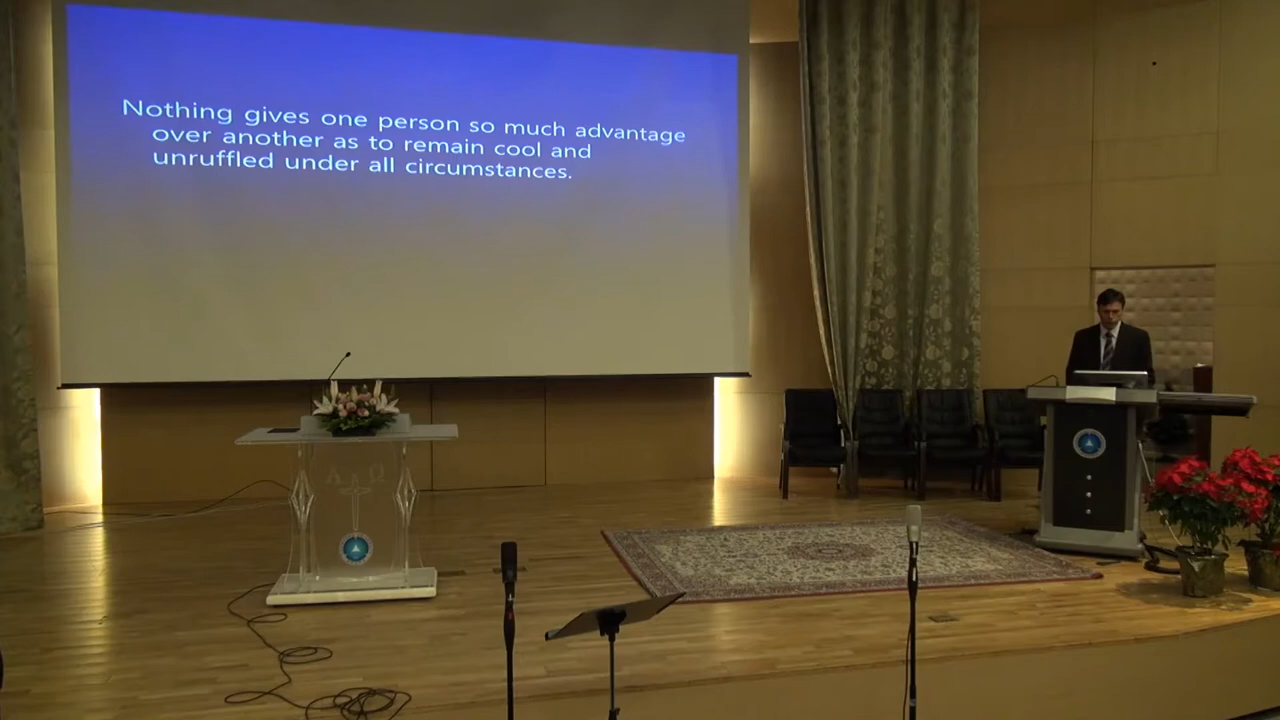 Nothing gives one person so much advantage
over another as to remain cool and
unruffled under all circumstances.
Α Ω